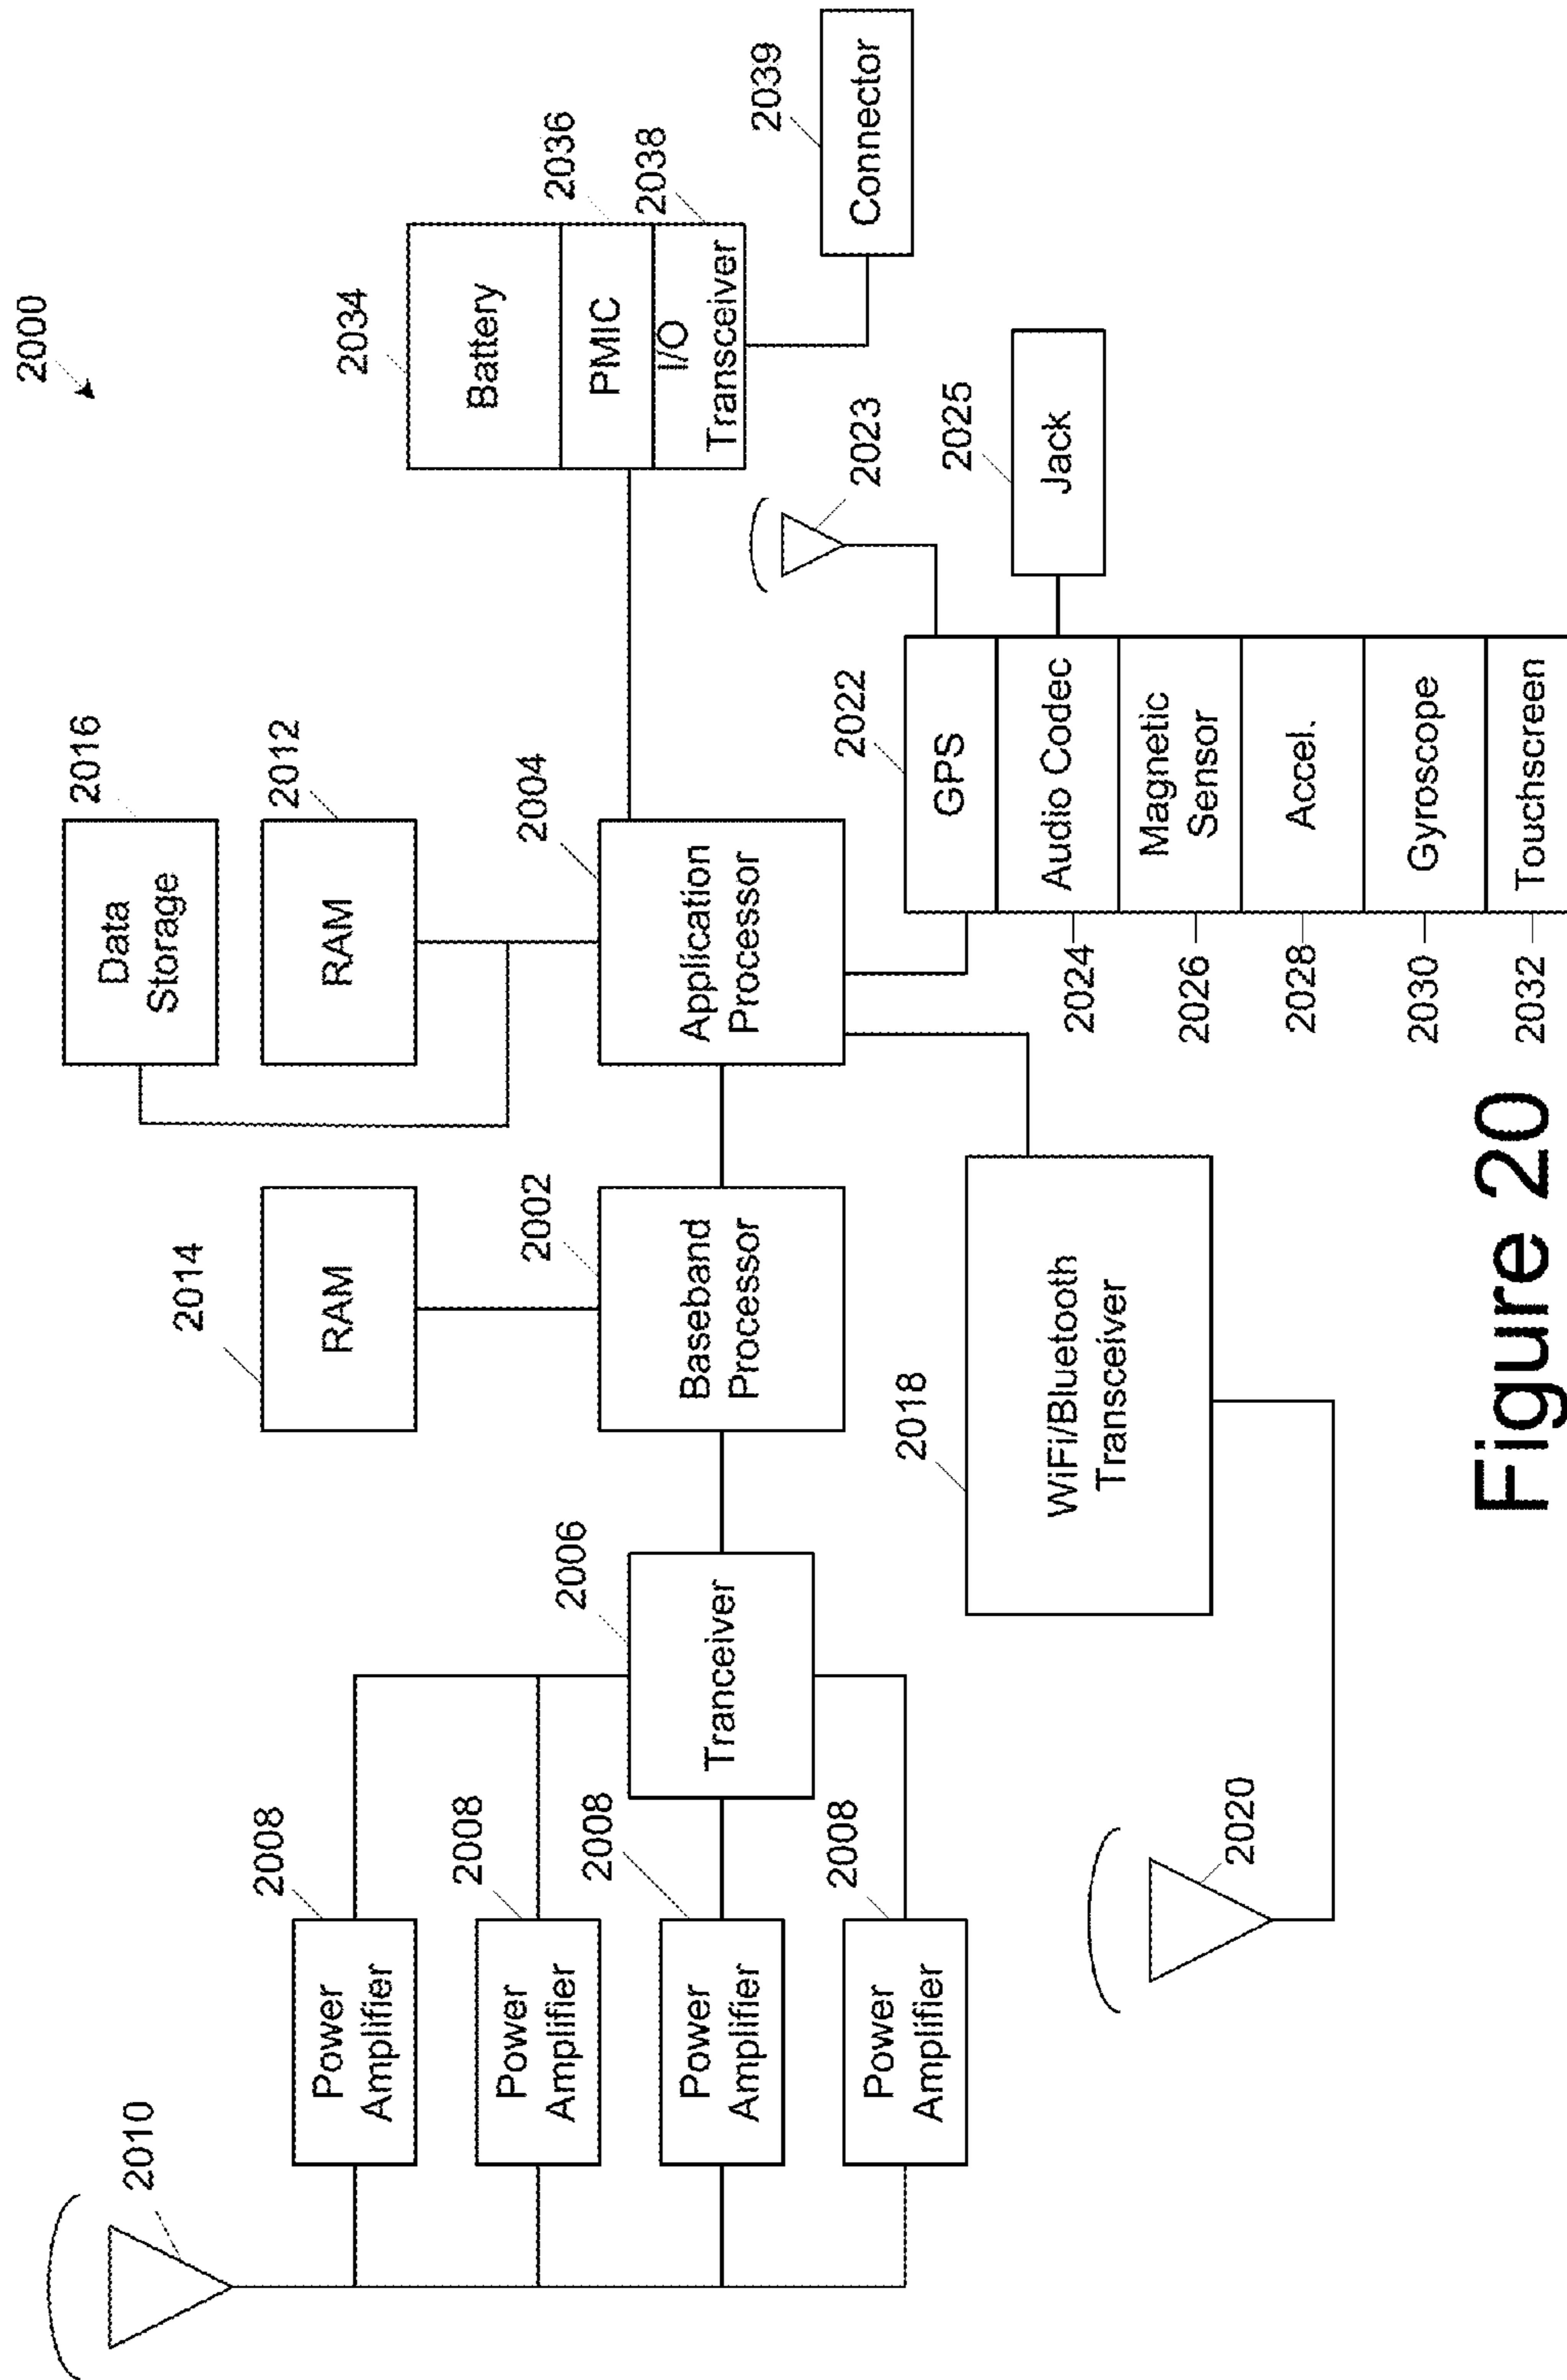 2000
2010
2008
Power
Amplifier
2008
Power
Amplifier
2008
Power
Amplifier
2008
Power
Amplifier
2006
Tranceiver
2014
RAM
2002
Baseband
Processor
2016
Data
Storage
2012
RAM
2004
Application
Processor
2034
Battery
2036
PMIC
2038
I/O
Transceiver
2039
Connector
2018
WiFi/Bluetooth
Transceiver
2020
2022
GPS
2023
2024
Audio Codec
2025
Jack
2026
Magnetic
Sensor
2028
Accel.
2030
Gyroscope
2032
Touchscreen
Figure 20